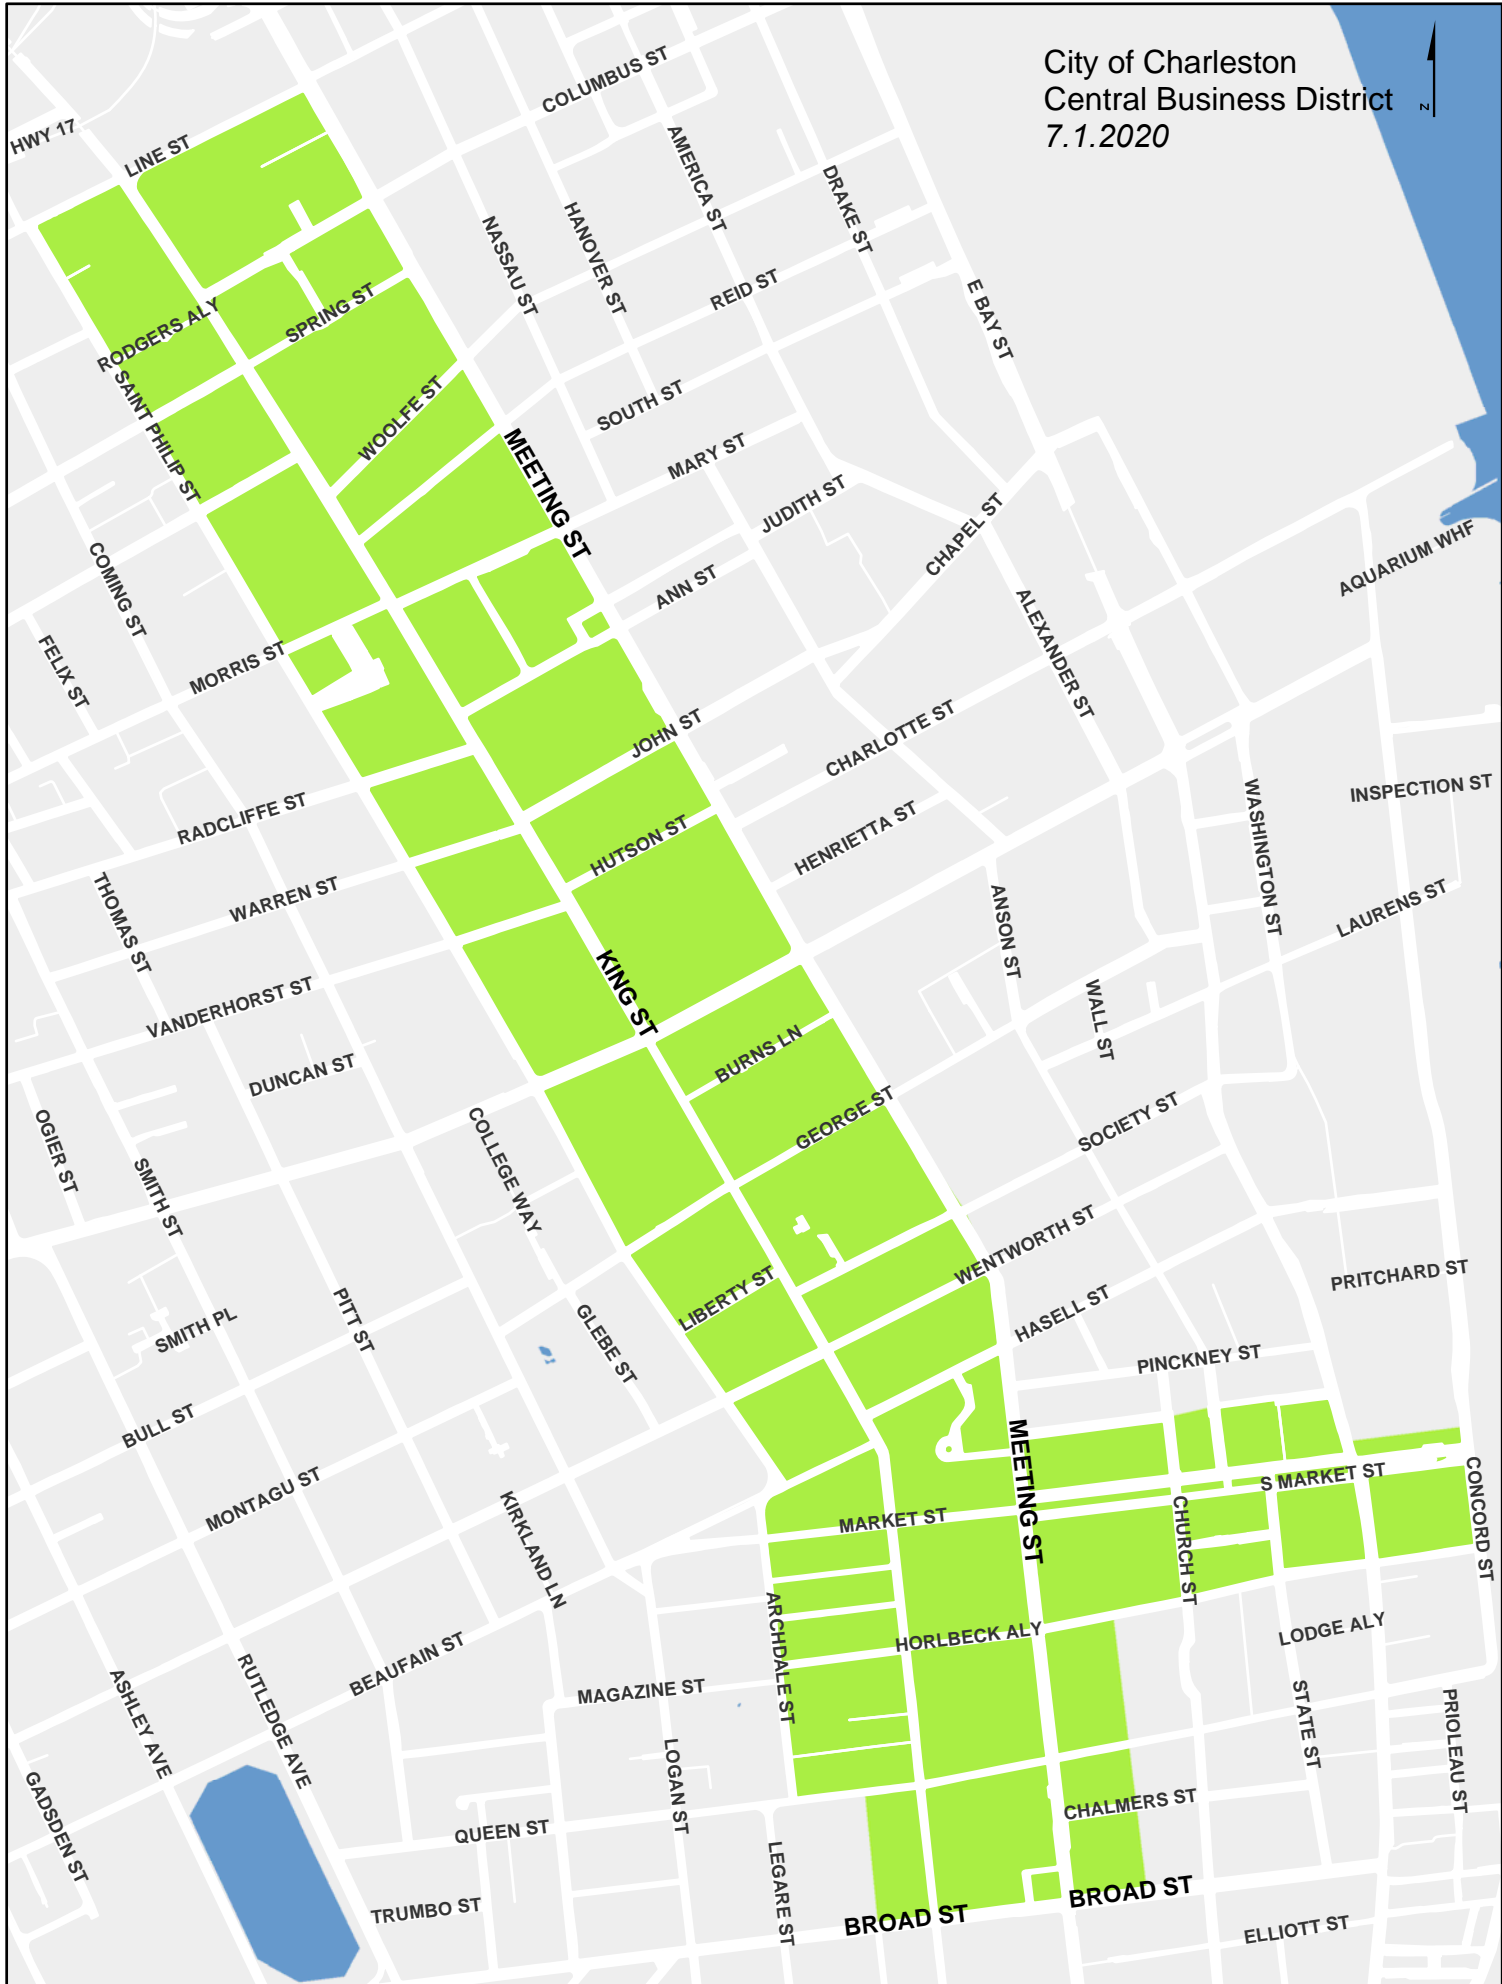 City of Charleston
Central Business District
7.1.2020
N
COLUMBUS ST
HWY 17
LINE ST
AMERICA ST
DRAKE ST
NASSAU ST
HANOVER ST
REID ST
E BAY ST
RODGERS ALY
SPRING ST
SAINT PHILIP ST
WOOLFE ST
SOUTH ST
MEETING ST
MARY ST
JUDITH ST
CHAPEL ST
AQUARIUM WHF
COMING ST
ANN ST
ALEXANDER ST
FELIX ST
MORRIS ST
JOHN ST
CHARLOTTE ST
INSPECTION ST
RADCLIFFE ST
HUTSON ST
HENRIETTA ST
WASHINGTON ST
THOMAS ST
WARREN ST
ANSON ST
LAURENS ST
KING ST
VANDERHORST ST
WALL ST
BURNS LN
DUNCAN ST
GEORGE ST
SOCIETY ST
OGIER ST
COLLEGE WAY
SMITH ST
WENTWORTH ST
PRITCHARD ST
LIBERTY ST
HASELL ST
SMITH PL
PITT ST
GLEBE ST
PINCKNEY ST
BULL ST
MEETING ST
CONCORD ST
MONTAGU ST
S MARKET ST
KIRKLAND LN
MARKET ST
CHURCH ST
ARCHDALE ST
HORLBECK ALY
LODGE ALY
BEAUFAIN ST
ASHLEY AVE
RUTLEDGE AVE
MAGAZINE ST
STATE ST
PRIOLEAU ST
LOGAN ST
GADSDEN ST
CHALMERS ST
QUEEN ST
LEGARE ST
TRUMBO ST
BROAD ST
BROAD ST
ELLIOTT ST